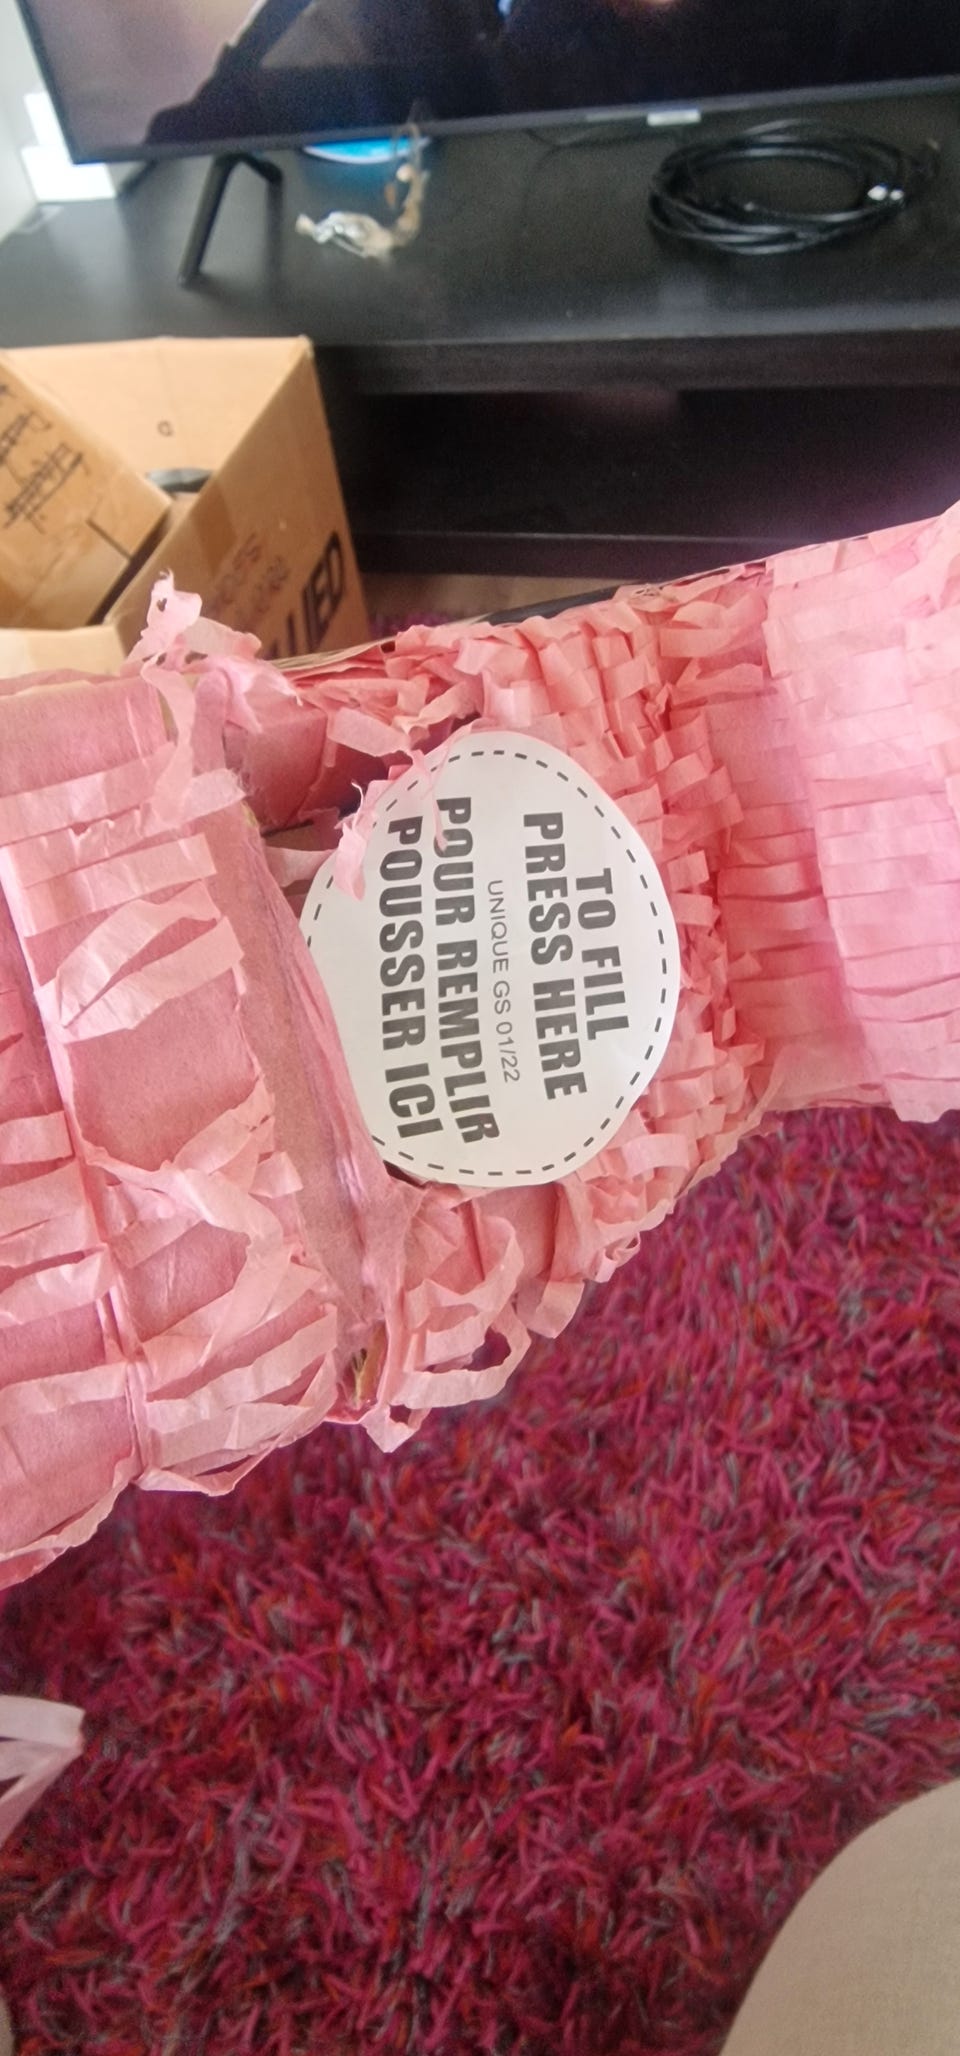 TO FILL
PRESS HERE
UNIQUE GS 01/22
POUR REMPLIR
POUSSER ICI